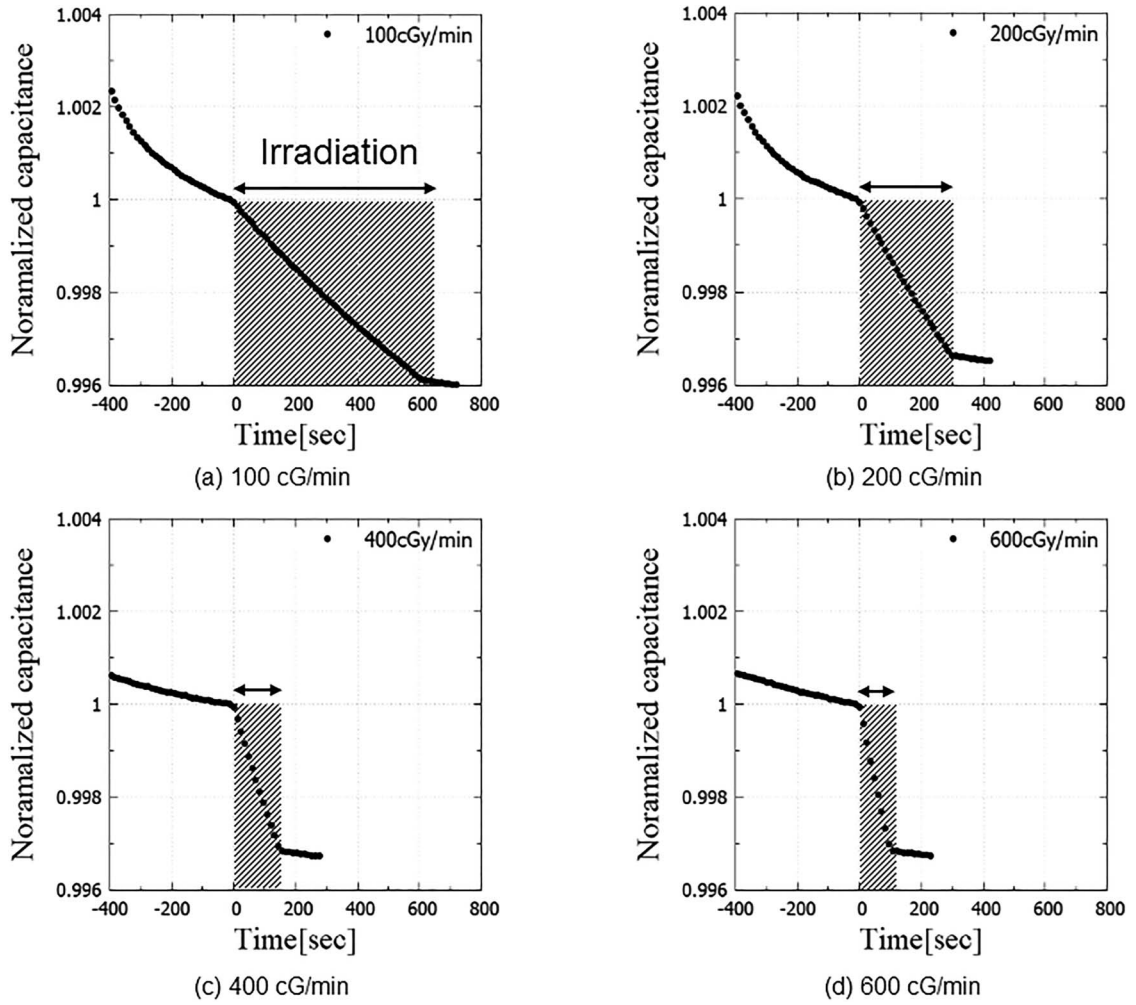 1.004
100cGy/min
1.002
Irradiation
1
0.998
0.996
-400 -200 0 200 400 600 800
Noramalized capacitance
Time[sec]
(a) 100 cG/min
1.004
200cGy/min
1.002
1
0.998
0.996
-400 -200 0 200 400 600 800
Noramalized capacitance
Time[sec]
(b) 200 cG/min
1.004
400cGy/min
1.002
1
0.998
0.996
-400 -200 0 200 400 600 800
Noramalized capacitance
Time[sec]
(c) 400 cG/min
1.004
600cGy/min
1.002
1
0.998
0.996
-400 -200 0 200 400 600 800
Noramalized capacitance
Time[sec]
(d) 600 cG/min